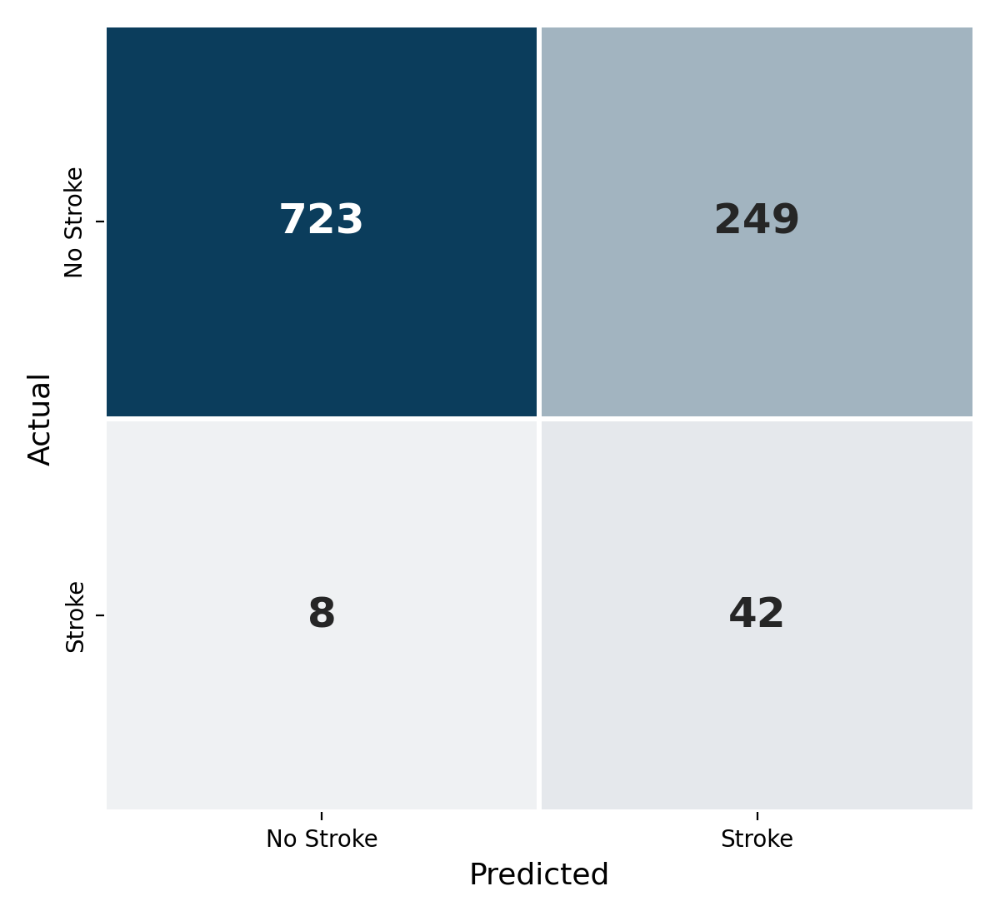 Actual
No Stroke
723
249
Stroke
8
42
No Stroke
Stroke
Predicted